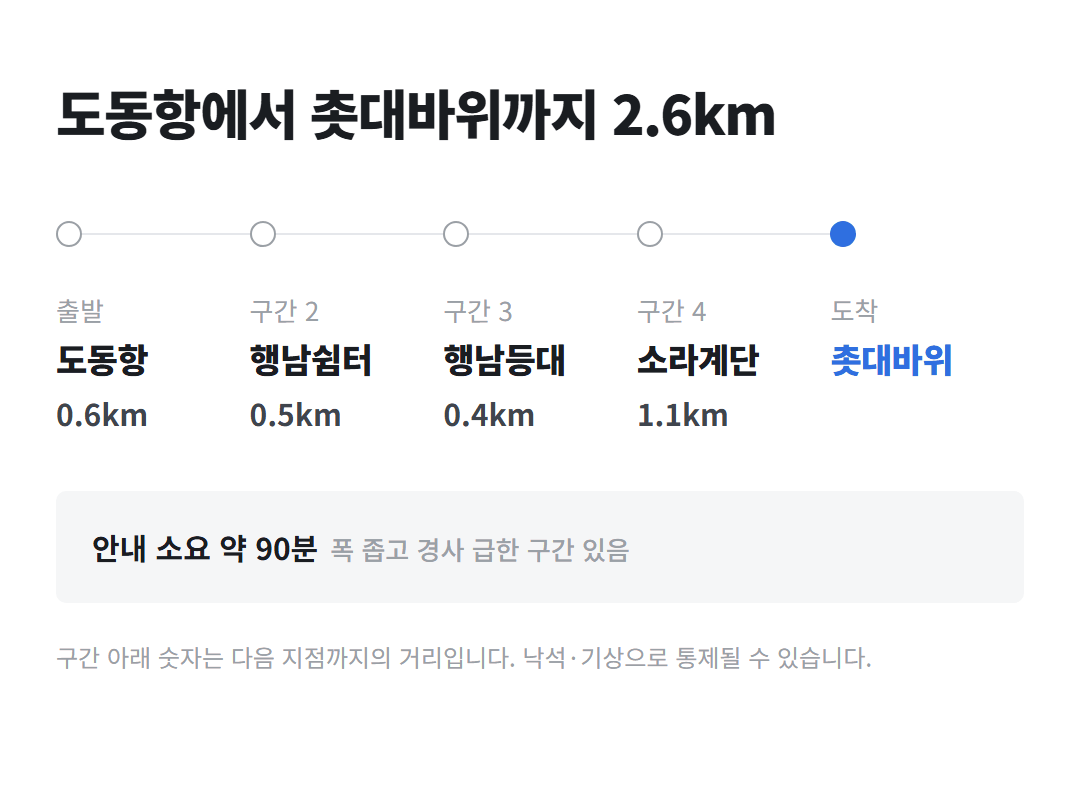 도동항에서 촛대바위까지 2.6km
출발
도동항
0.6km
구간 2
행남쉼터
0.5km
구간 3
행남등대
0.4km
구간 4
소라계단
1.1km
도착
촛대바위
안내 소요 약 90분 폭 좁고 경사 급한 구간 있음
구간 아래 숫자는 다음 지점까지의 거리입니다. 낙석·기상으로 통제될 수 있습니다.